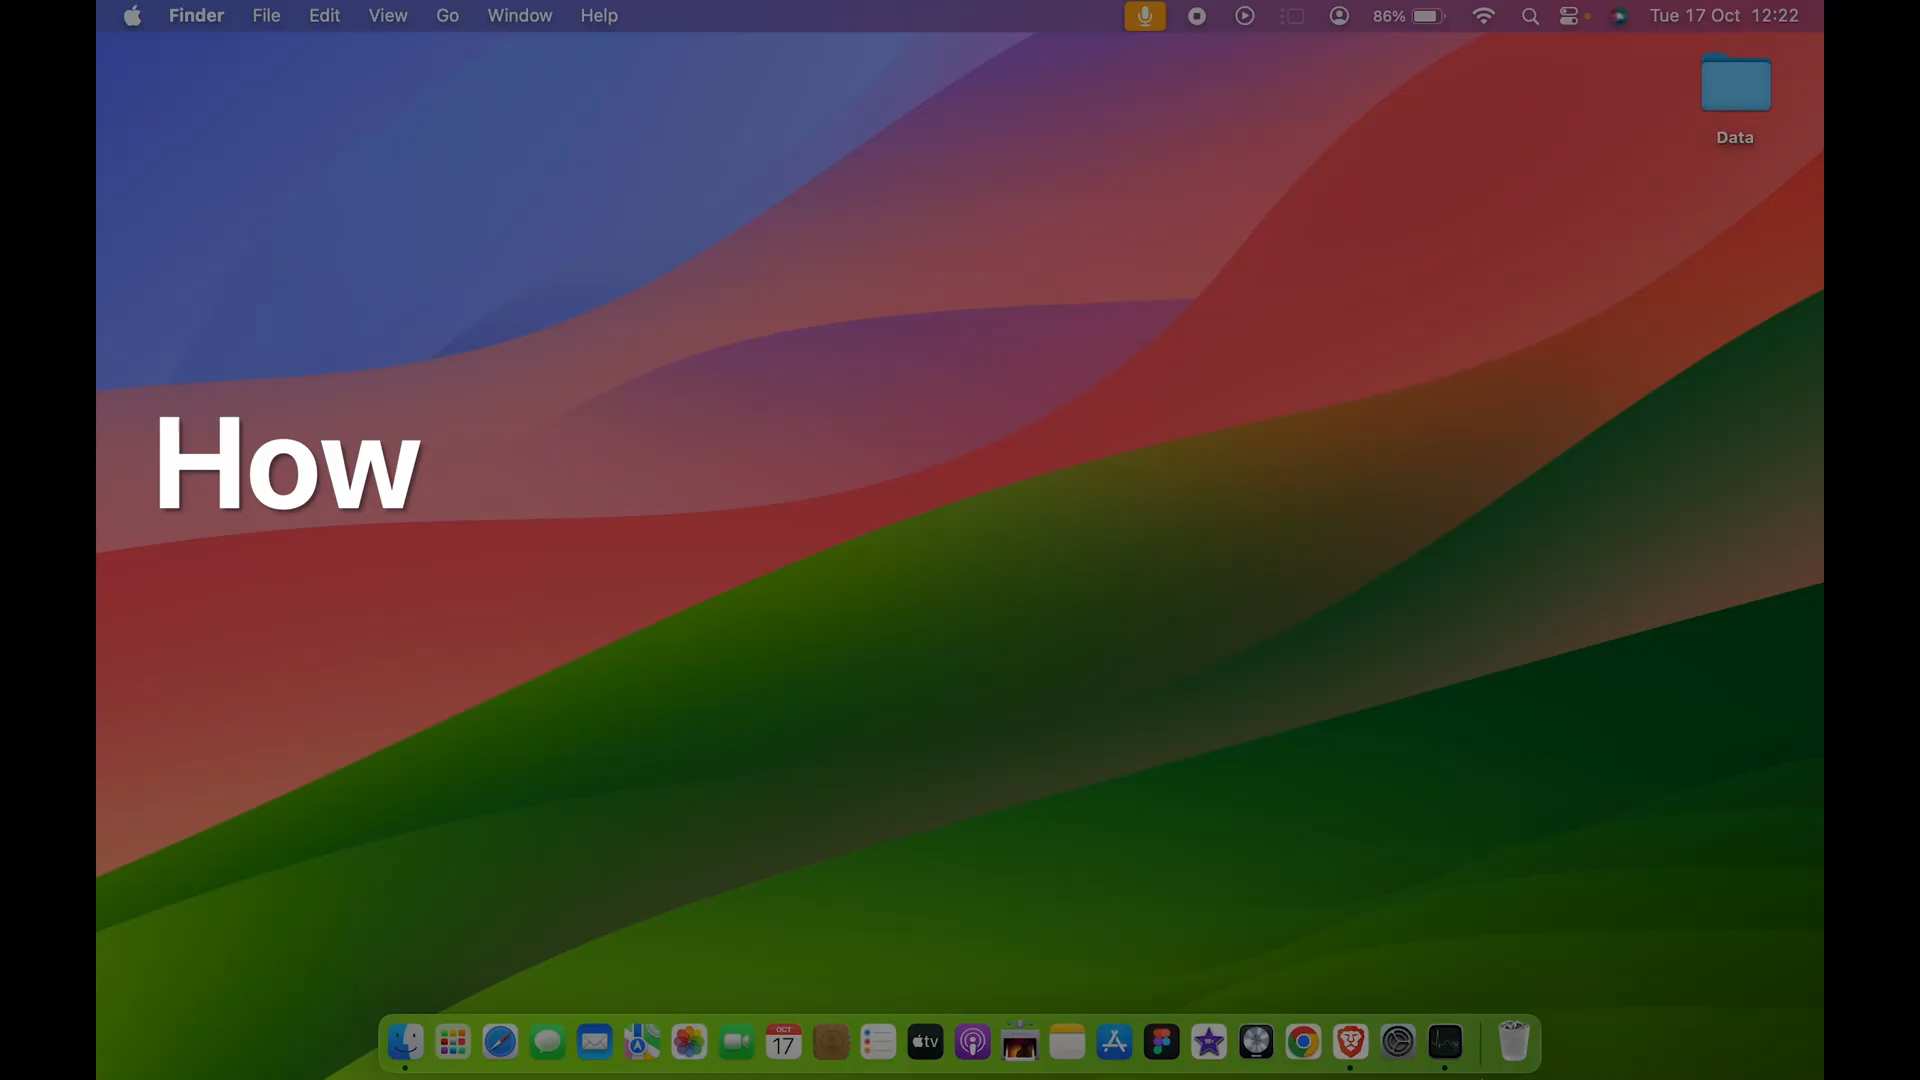 Finder File Edit View Go Window Help 86% Tue 17 Oct 12:22
Data
How
OCT
17
tv